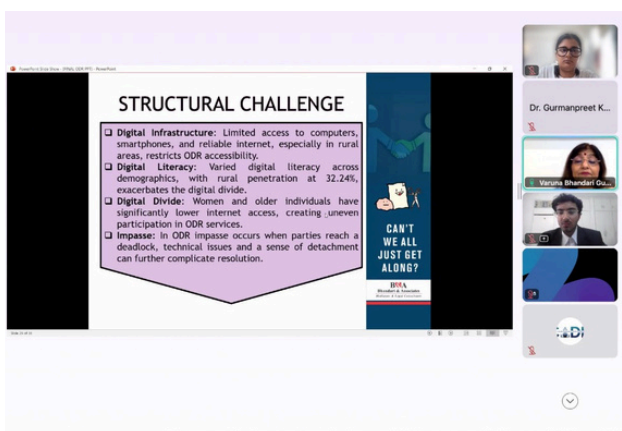 STRUCTURAL CHALLENGE
❑ Digital Infrastructure: Limited access to computers,
smartphones, and reliable internet, especially in rural
areas, restricts ODR accessibility.
❑ Digital Literacy: Varied digital literacy across
demographics, with rural penetration at 32.24%,
exacerbates the digital divide.
❑ Digital Divide: Women and older individuals have
significantly lower internet access, creating uneven
participation in ODR services.
❑ Impasse: In ODR impasse occurs when parties reach a
deadlock, technical issues and a sense of detachment
can further complicate resolution.
CAN'T
WE ALL
JUST GET
ALONG?
Bhandari & Associates
Dr. Gurmanpreet K...
Varuna Bhandari Gu...